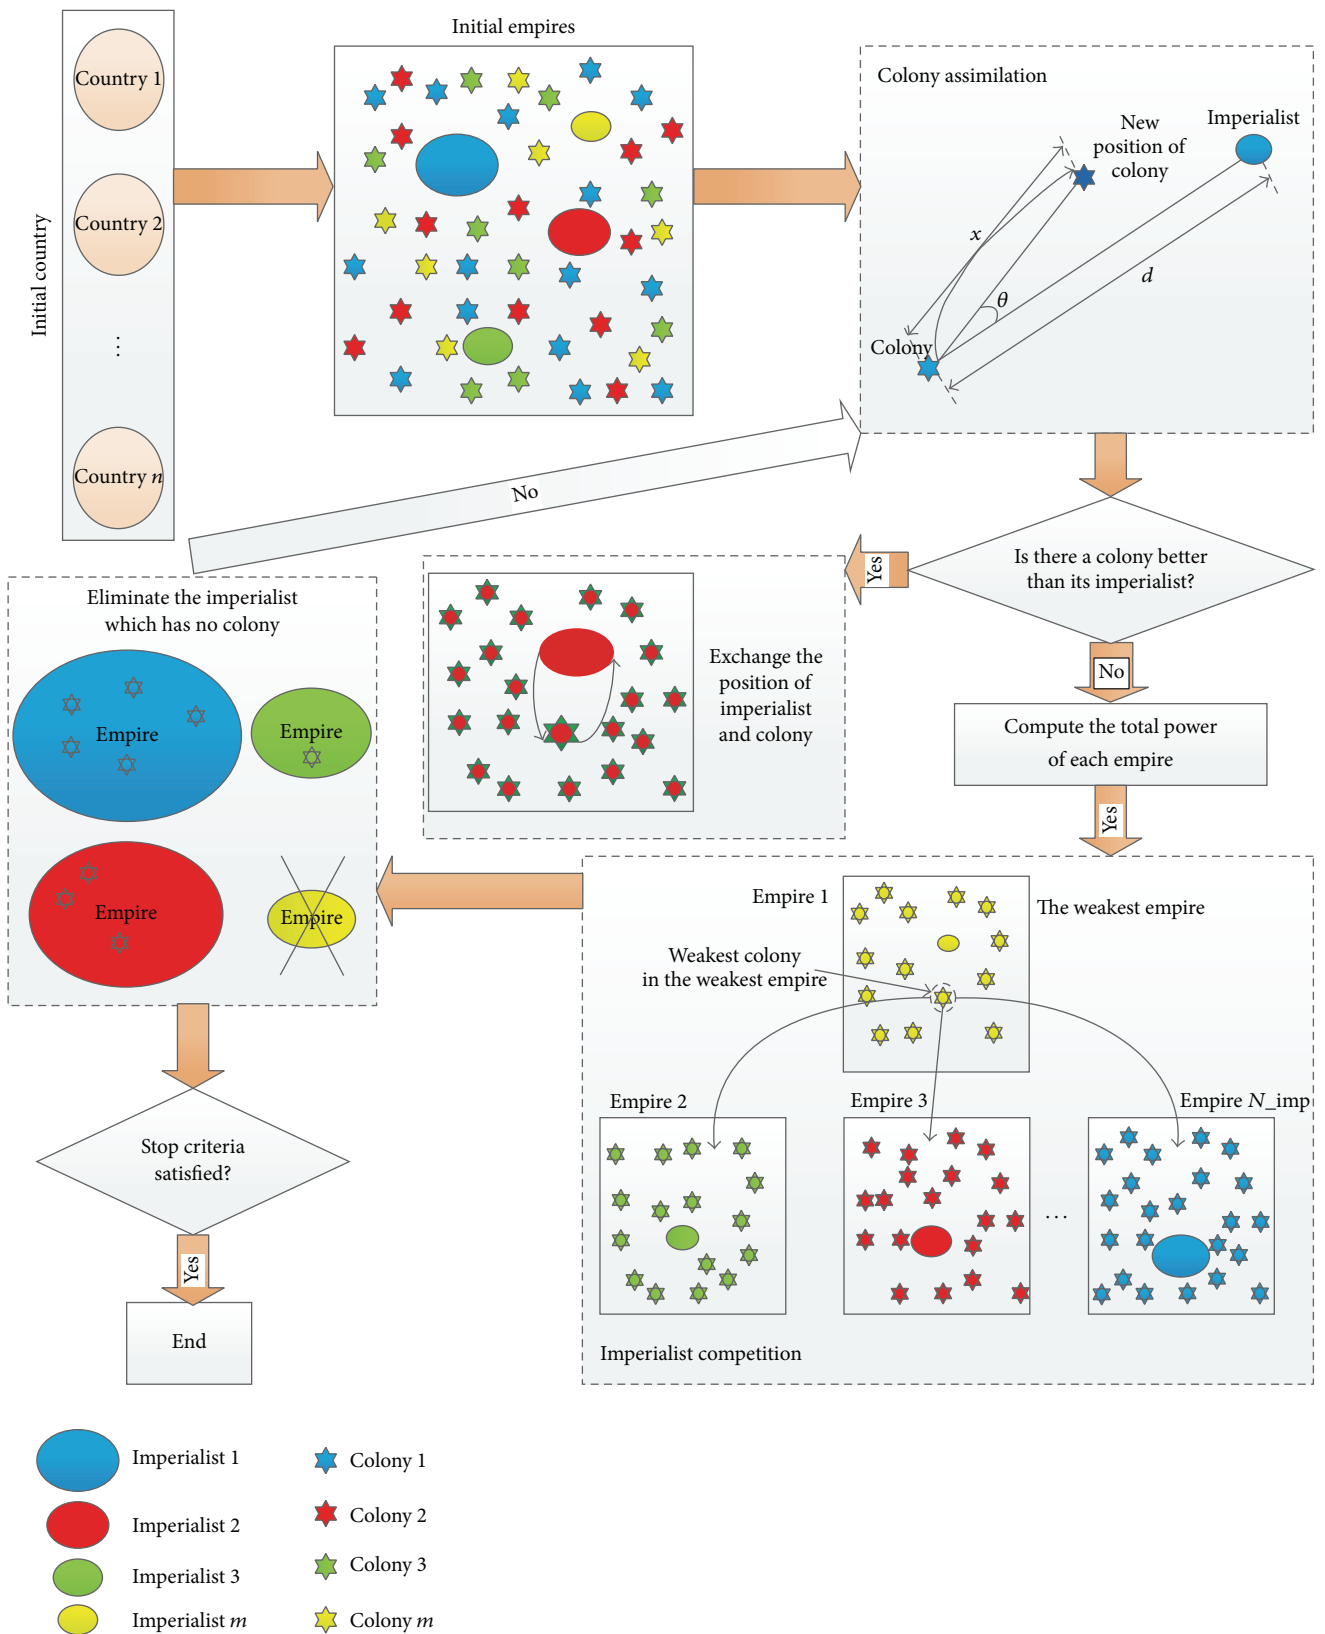 Initial country
Country 1
Country 2
⋮
Country n
Initial empires
Colony assimilation
New
position of
colony
Imperialist
x
d
θ
Colony
No
Is there a colony better
than its imperialist?
Yes
No
Exchange the
position of
imperialist
and colony
Compute the total power
of each empire
Yes
Eliminate the imperialist
which has no colony
Empire
Empire
Empire
Empire
Empire 1
The weakest empire
Weakest colony
in the weakest empire
Empire 2
Empire 3
Empire N_imp
...
Imperialist competition
Stop criteria
satisfied?
Yes
End
Imperialist 1
Colony 1
Imperialist 2
Colony 2
Imperialist 3
Colony 3
Imperialist m
Colony m